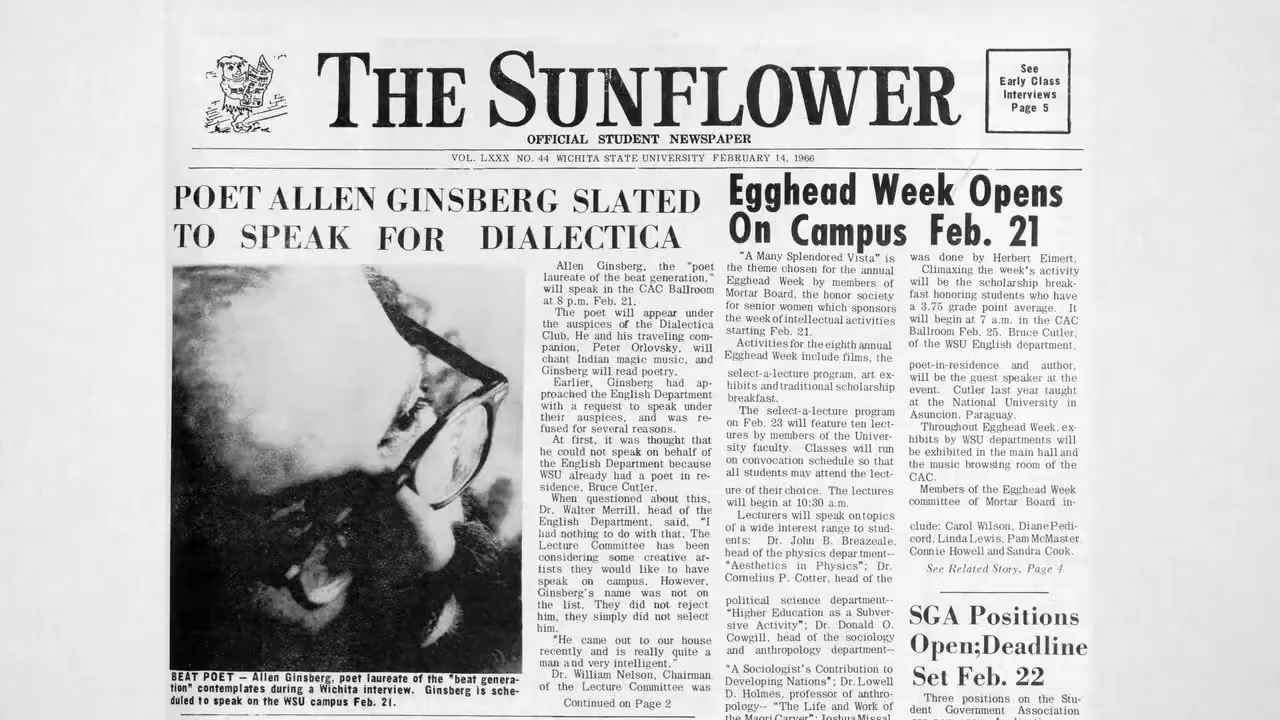 THE SUNFLOWER
OFFICIAL STUDENT NEWSPAPER
See
Early Class
Interviews
Page 5
VOL. LXXX NO. 44 WICHITA STATE UNIVERSITY FEBRUARY 14, 1966
POET ALLEN GINSBERG SLATED
TO SPEAK FOR DIALECTICA
BEAT POET — Allen Ginsberg, poet laureate of the "beat genera-
tion" contemplates during a Wichita interview. Ginsberg is sche-
duled to speak on the WSU campus Feb. 21.
Allen Ginsberg, the "poet
laureate of the beat generation,"
will speak in the CAC Ballroom
at 8 p.m. Feb. 21.
The poet will appear under
the auspices of the Dialectica
Club. He and his traveling com-
panion, Peter Orlovsky, will
chant Indian magic music, and
Ginsberg will read poetry.
Earlier, Ginsberg had ap-
proached the English Department
with a request to speak under
their auspices, and was re-
fused for several reasons.
At first, it was thought that
he could not speak on behalf of
the English Department because
WSU already had a poet in re-
sidence, Bruce Cutler.
When questioned about this,
Dr. Walter Merrill, head of the
English Department, said, "I
had nothing to do with that. The
Lecture Committee has been
considering some creative ar-
tists they would like to have
speak on campus. However,
Ginsberg's name was not on
the list. They did not reject
him, they simply did not select
him.
"He came out to our house
recently and is really quite a
man and very intelligent."
Dr. William Nelson, Chairman
of the Lecture Committee was
Continued on Page 2
Egghead Week Opens
On Campus Feb. 21
"A Many Splendored Vista" is
the theme chosen for the annual
Egghead Week by members of
Mortar Board, the honor society
for senior women which sponsors
the week of intellectual activities
starting Feb. 21.
Activities for the eighth annual
Egghead Week include films, the
select-a-lecture program, art ex-
hibits and traditional scholarship
breakfast.
The select-a-lecture program
on Feb. 23 will feature ten lect-
ures by members of the Univer-
sity faculty. Classes will run
on convocation schedule so that
all students may attend the lect-
ure of their choice. The lectures
will begin at 10:30 a.m.
Lecturers will speak on topics
of a wide interest range to stud-
ents: Dr. John B. Breazeale,
head of the physics department--
"Aesthetics in Physics"; Dr.
Cornelius P. Cotter, head of the
political science department--
"Higher Education as a Subver-
sive Activity"; Dr. Donald O.
Cowgill, head of the sociology
and anthropology department--
"A Sociologist's Contribution to
Developing Nations"; Dr. Lowell
D. Holmes, professor of anthro-
pology-- "The Life and Work of
the Maori Carver"; Joshua Missal,
was done by Herbert Eimert.
Climaxing the week's activity
will be the scholarship break-
fast honoring students who have
a 3.75 grade point average. It
will begin at 7 a.m. in the CAC
Ballroom Feb. 25. Bruce Cutler,
of the WSU English department,
poet-in-residence and author,
will be the guest speaker at the
event. Cutler last year taught
at the National University in
Asuncion, Paraguay.
Throughout Egghead Week, ex-
hibits by WSU departments will
be exhibited in the main hall and
the music browsing room of the
CAC.
Members of the Egghead Week
committee of Mortar Board in-
clude: Carol Wilson, Diane Pedi-
cord, Linda Lewis, Pam McMaster
Connie Howell and Sandra Cook.
See Related Story, Page 4
SGA Positions
Open;Deadline
Set Feb. 22
Three positions on the Stu-
dent Government Association